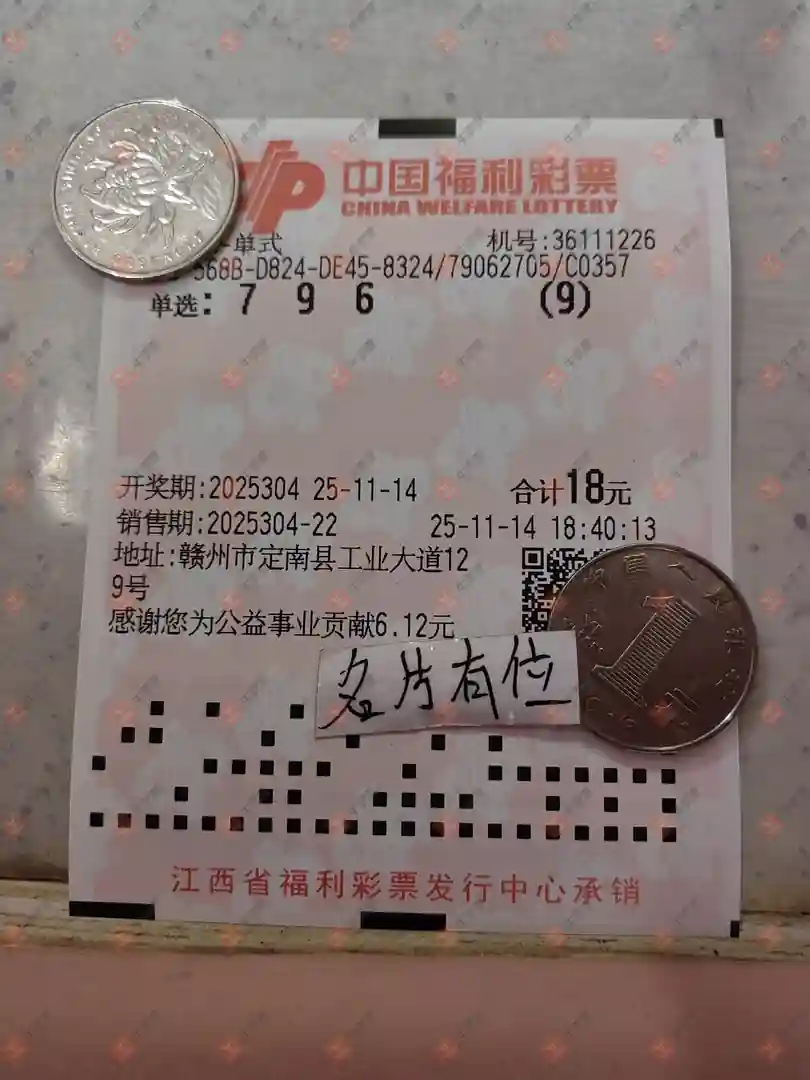 中国福利彩票
CHINA WELFARE LOTTERY
-单式 机号:36111226
568B-D824-DE45-8324/79062705/C0357
单选: 7 9 6 (9)
开奖期:2025304 25-11-14 合计18元
销售期:2025304-22 25-11-14 18:40:13
地址:赣州市定南县工业大道12
9号
感谢您为公益事业贡献6.12元
名片有位
1
江西省福利彩票发行中心承销